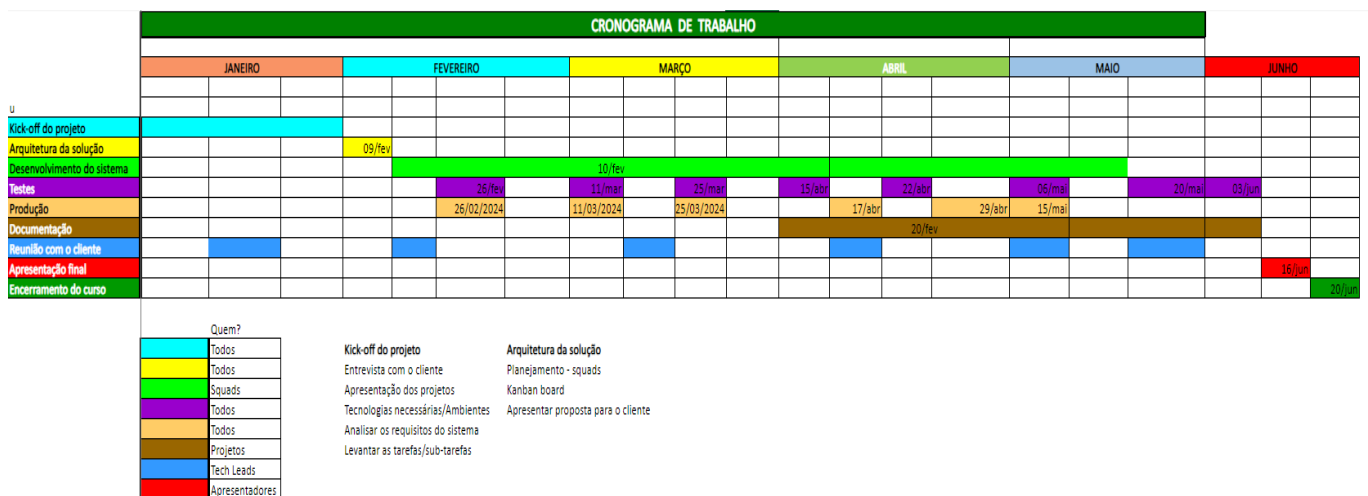 CRONOGRAMA DE TRABALHO
JANEIRO FEVEREIRO MARÇO ABRIL MAIO JUNHO
u
Kick-off do projeto
Arquitetura da solução 09/fev
Desenvolvimento do sistema 10/fev
Testes 26/fev 11/mar 25/mar 15/abr 22/abr 06/mai 20/mai 03/jun
Produção 26/02/2024 11/03/2024 25/03/2024 17/abr 29/abr 15/mai
Documentação 20/fev
Reunião com o cliente
Apresentação final 16/jun
Encerramento do curso 20/jun
Quem?
Todos Kick-off do projeto Arquitetura da solução
Todos Entrevista com o cliente Planejamento - squads
Squads Apresentação dos projetos Kanban board
Todos Tecnologias necessárias/Ambientes Apresentar proposta para o cliente
Todos Analisar os requisitos do sistema
Projetos Levantar as tarefas/sub-tarefas
Tech Leads
Apresentadores